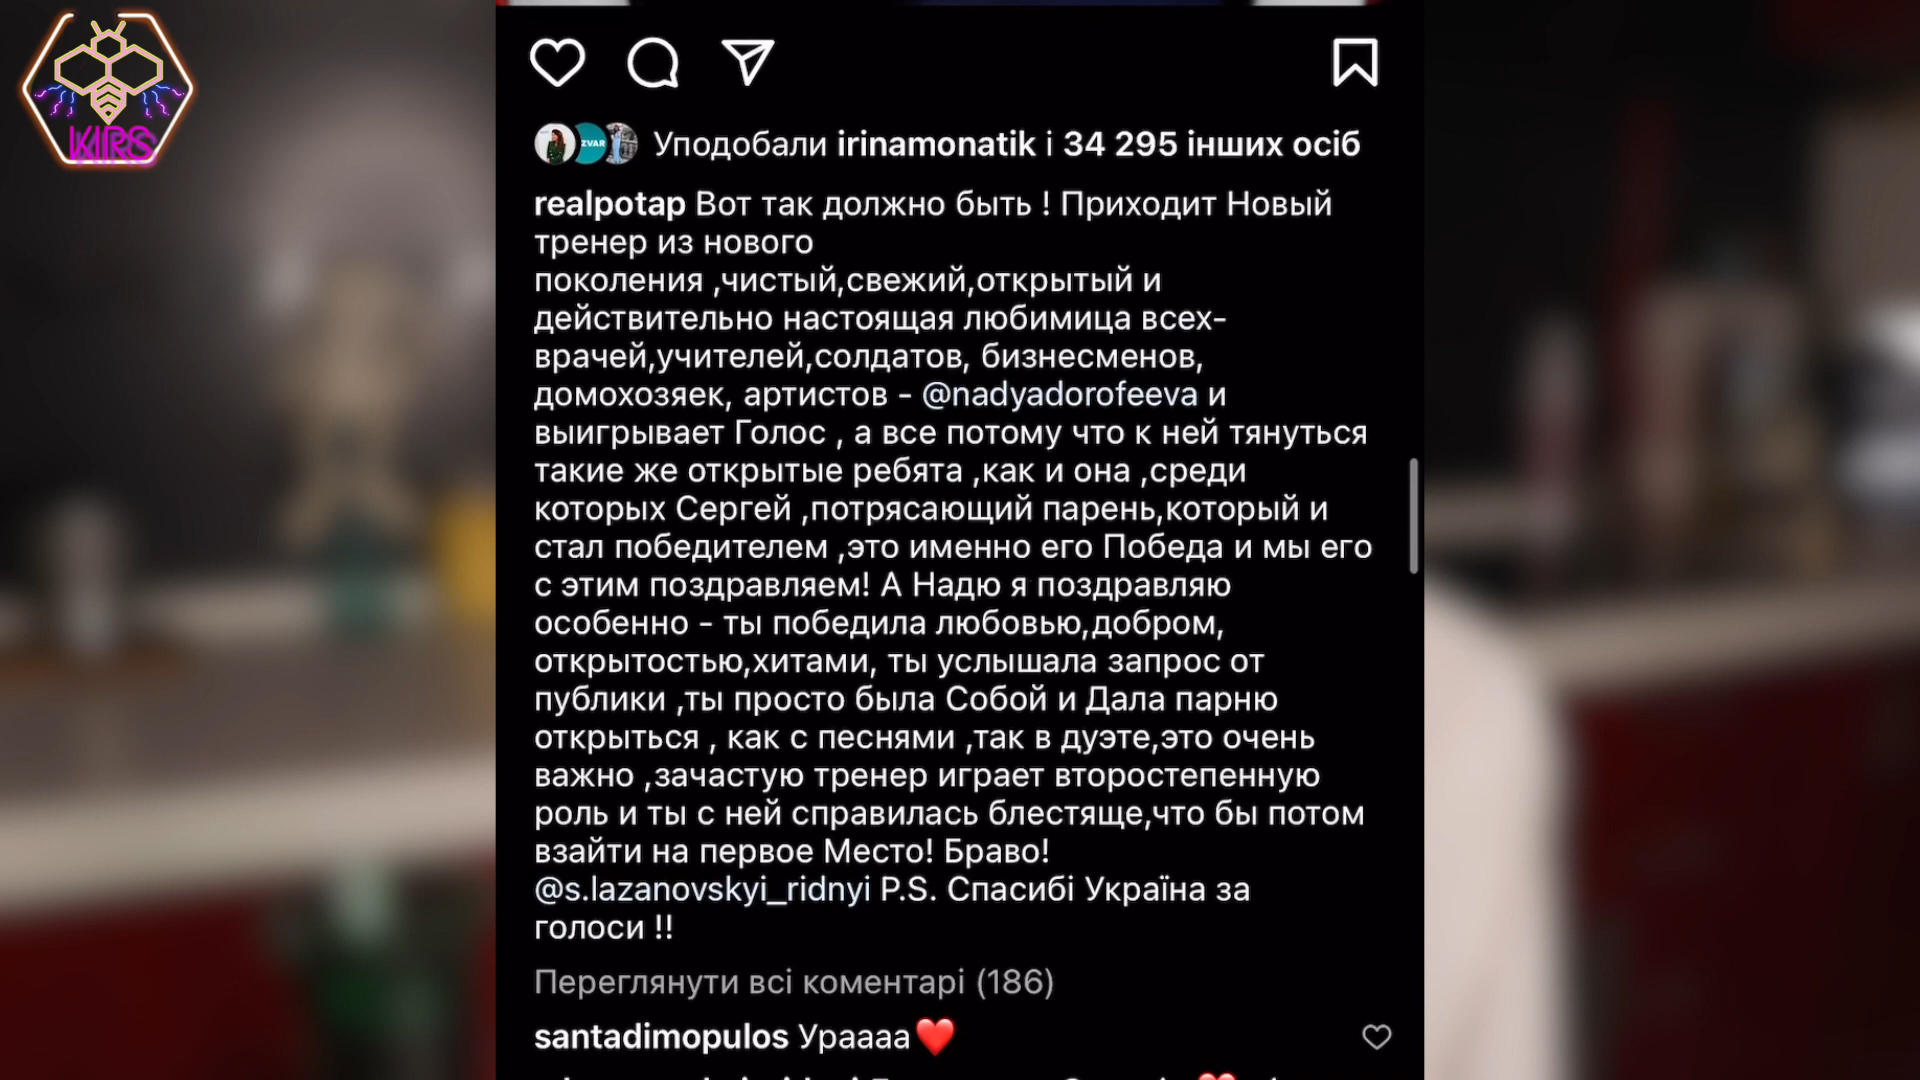 KIRS
ZVAR
Уподобали irinamonatik і 34 295 інших осіб
realpotap Вот так должно быть ! Приходит Новый
тренер из нового
поколения ,чистый,свежий,открытый и
действительно настоящая любимица всех-
врачей,учителей,солдатов, бизнесменов,
домохозяек, артистов - @nadyadorofeeva и
выигрывает Голос , а все потому что к ней тянуться
такие же открытые ребята ,как и она ,среди
которых Сергей ,потрясающий парень,который и
стал победителем ,это именно его Победа и мы его
с этим поздравляем! А Надю я поздравляю
особенно - ты победила любовью,добром,
открытостью,хитами, ты услышала запрос от
публики ,ты просто была Собой и Дала парню
открыться , как с песнями ,так в дуэте,это очень
важно ,зачастую тренер играет второстепенную
роль и ты с ней справилась блестяще,что бы потом
взайти на первое Место! Браво!
@s.lazanovskyi_ridnyi P.S. Спасибі Україна за
голоси !!
Переглянути всі коментарі (186)
santadimopulos Ураааа❤️